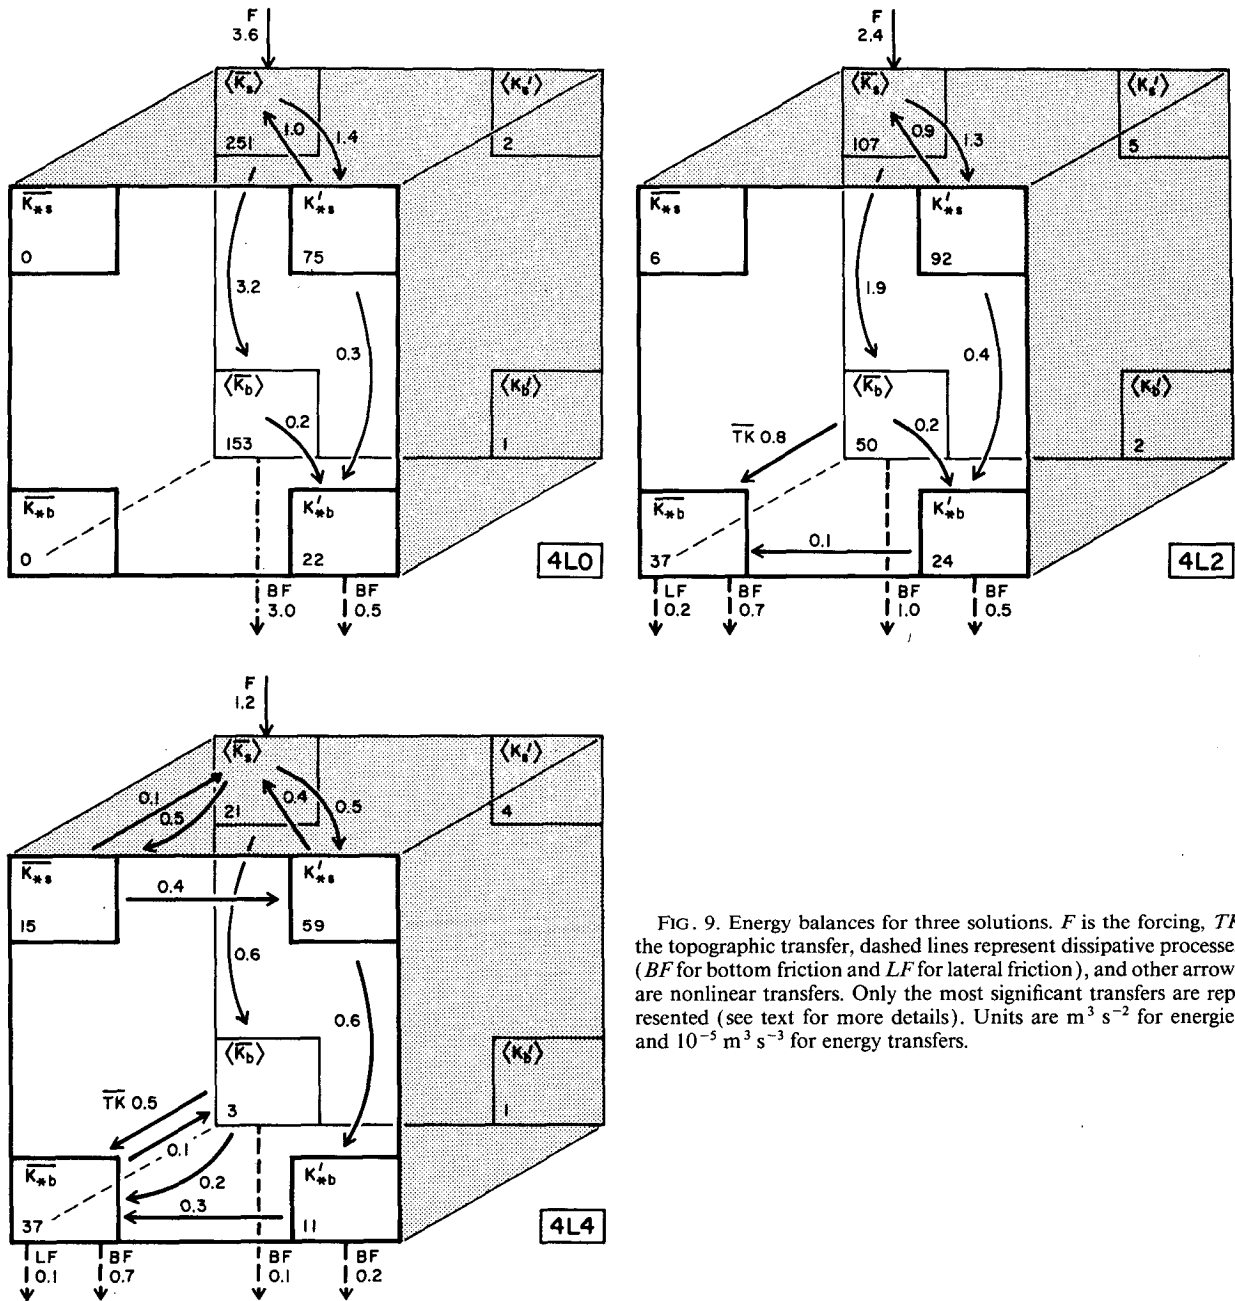 F
3.6
⟨K̅s⟩
⟨Ks′⟩
1.0
1.4
251
2
K̅*s
K′*s
0
75
3.2
0.3
⟨K̅b⟩
⟨Kb′⟩
0.2
153
1
K̅*b
K′*b
0
22
4L0
BF
3.0
BF
0.5
F
2.4
⟨K̅s⟩
⟨Ks′⟩
0.9
1.3
107
5
K̅*s
K′*s
6
92
1.9
0.4
⟨K̅b⟩
⟨Kb′⟩
T̅K̅ 0.8
0.2
50
2
K̅*b
K′*b
0.1
37
24
4L2
LF
0.2
BF
0.7
BF
1.0
BF
0.5
F
1.2
⟨K̅s⟩
⟨Ks′⟩
0.1
0.5
21
0.4
0.5
4
K̅*s
K′*s
0.4
15
59
0.6
0.6
⟨K̅b⟩
⟨Kb′⟩
T̅K̅ 0.5
3
1
0.1
K̅*b
K′*b
0.2
0.3
37
11
4L4
LF
0.1
BF
0.7
BF
0.1
BF
0.2
FIG. 9. Energy balances for three solutions. F is the forcing,
the topographic transfer, dashed lines represent dissipative processe
(BF for bottom friction and LF for lateral friction), and other arrow
are nonlinear transfers. Only the most significant transfers are rep
resented (see text for more details). Units are m³ s⁻² for energie
and 10⁻⁵ m³ s⁻³ for energy transfers.